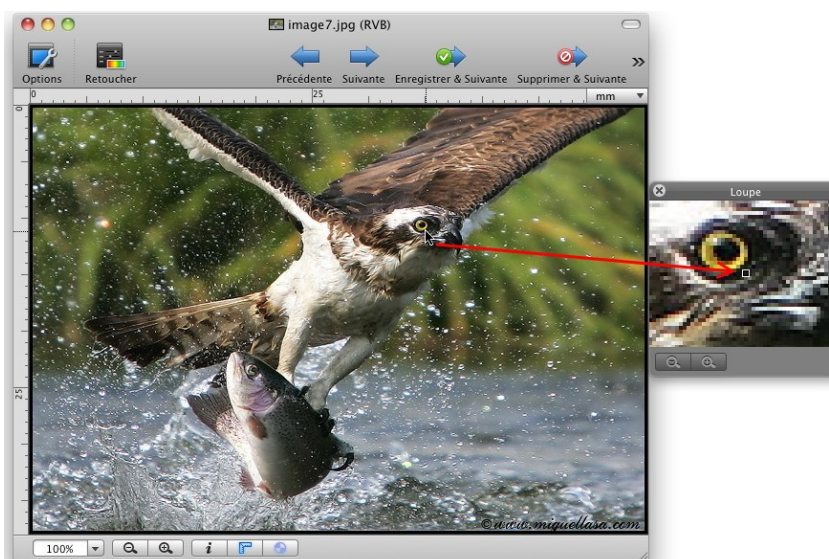 image7.jpg (RVB)
Options
Retoucher
Précédente
Suivante
Enregistrer & Suivante
Supprimer & Suivante
0
25
mm
0
25
Loupe
©www.miquellasa.com
100%
i